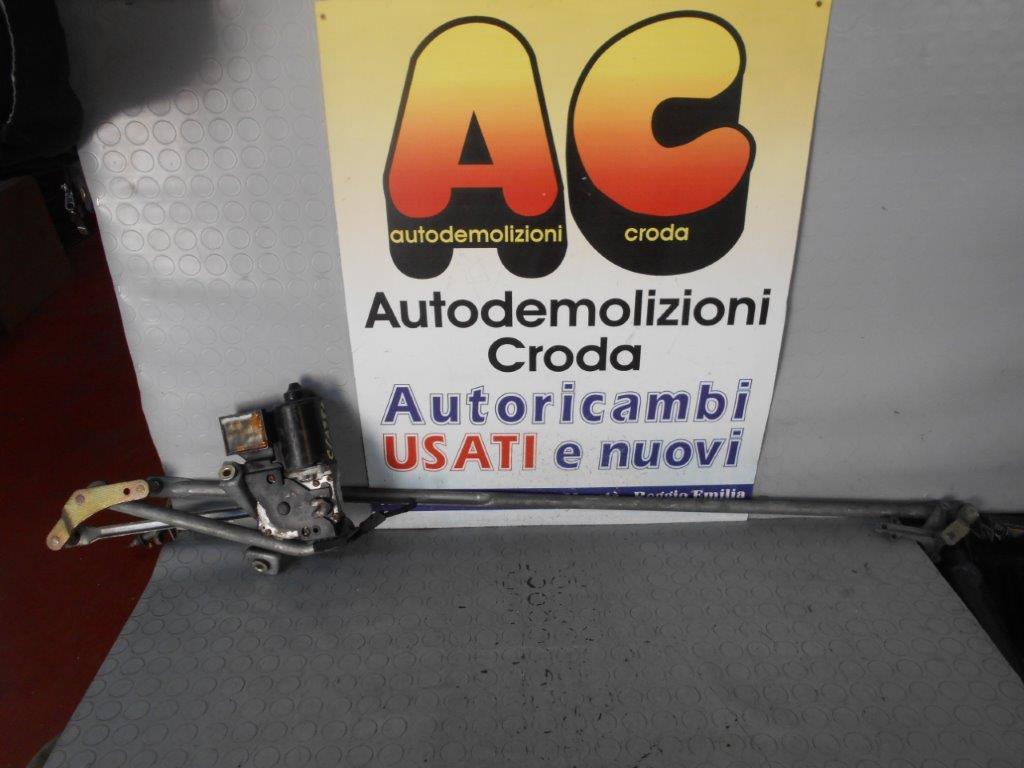 AC
autodemolizioni croda
Autodemolizioni
Croda
Autoricambi
USATI e nuovi
Reggio Emilia